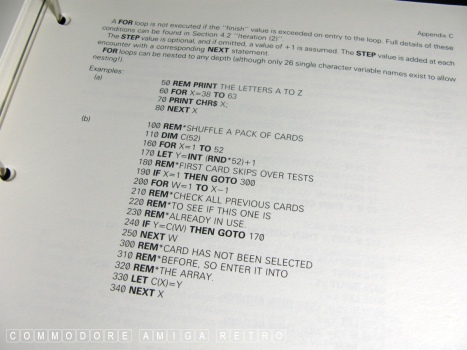 Appendix C
A FOR loop is not executed if the "finish" value is exceeded on entry to the loop. Full details of these
conditions can be found in Section 4.2 "Iteration (2)".
The STEP value is optional, and if omitted, a value of +1 is assumed. The STEP value is added at each
encounter with a corresponding NEXT statement.
FOR loops can be nested to any depth (although only 26 single character variable names exist to allow
nesting!).
Examples:
(a)
50 REM PRINT THE LETTERS A TO Z
60 FOR X=38 TO 63
70 PRINT CHR$ X;
80 NEXT X
(b)
100 REM*SHUFFLE A PACK OF CARDS
110 DIM C(52)
160 FOR X=1 TO 52
170 LET Y=INT (RND*52)+1
180 REM*FIRST CARD SKIPS OVER TESTS
190 IF X=1 THEN GOTO 300
200 FOR W=1 TO X-1
210 REM*CHECK ALL PREVIOUS CARDS
220 REM*TO SEE IF THIS ONE IS
230 REM*ALREADY IN USE.
240 IF Y=C(W) THEN GOTO 170
250 NEXT W
300 REM*CARD HAS NOT BEEN SELECTED
310 REM*BEFORE, SO ENTER IT INTO
320 REM*THE ARRAY.
330 LET C(X)=Y
340 NEXT X
COMMODORE AMIGA RETRO